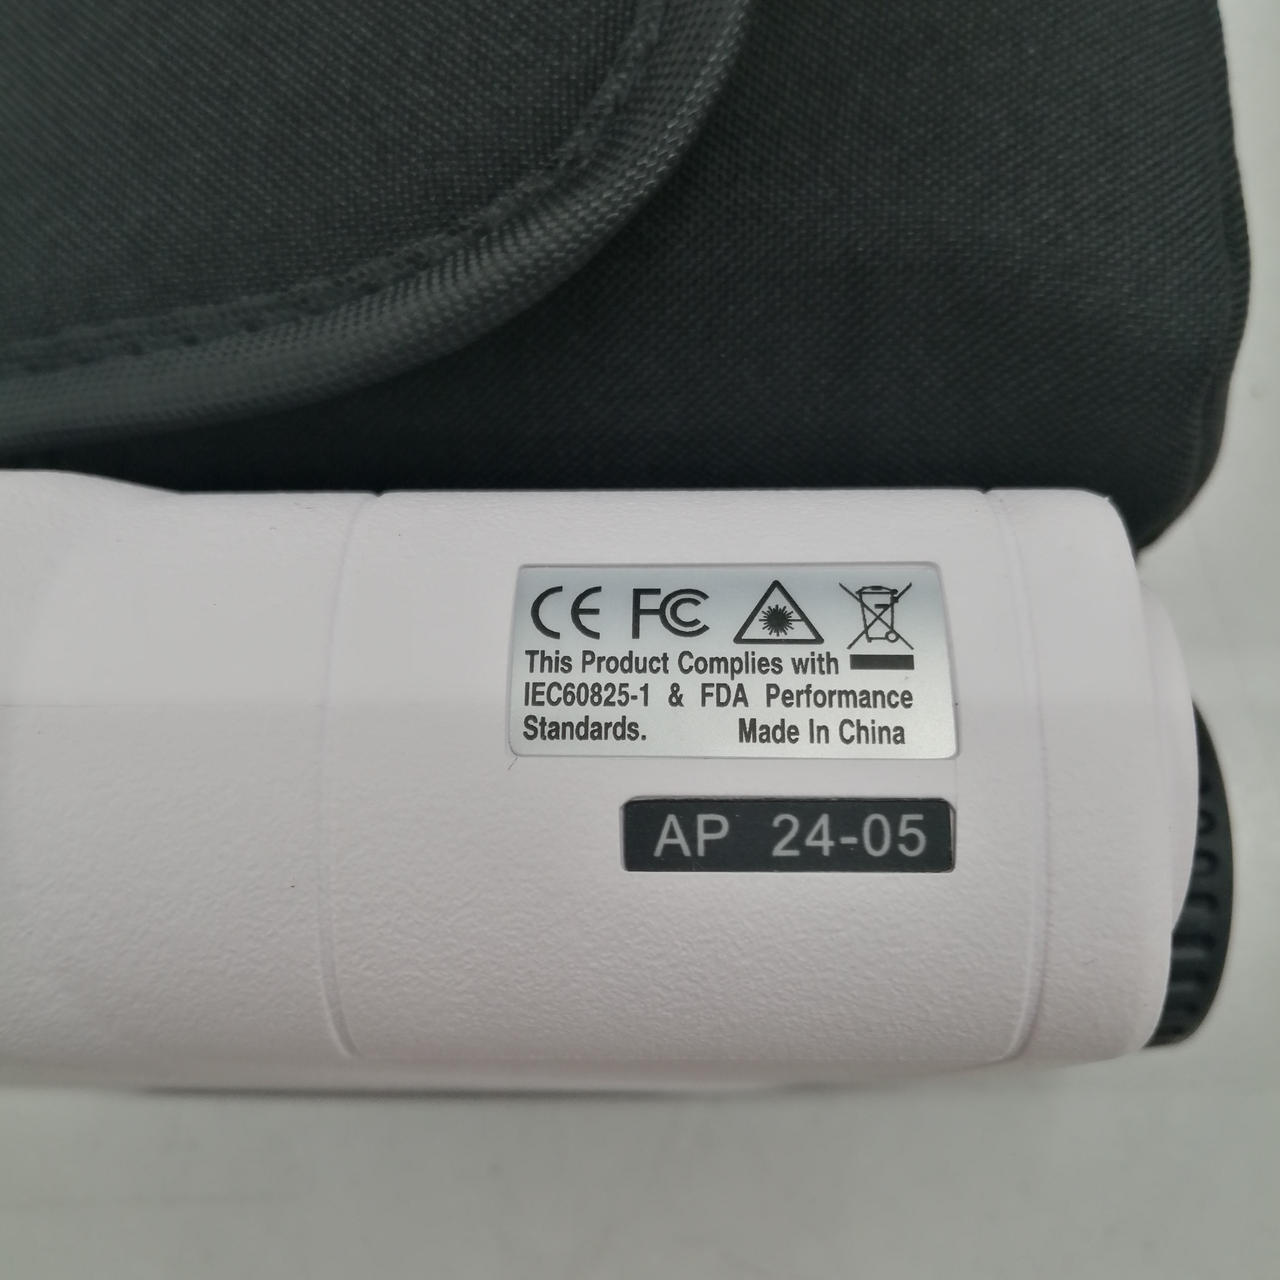 CE FC
This Product Complies with
IEC60825-1 & FDA Performance
Standards. Made In China
AP 24-05